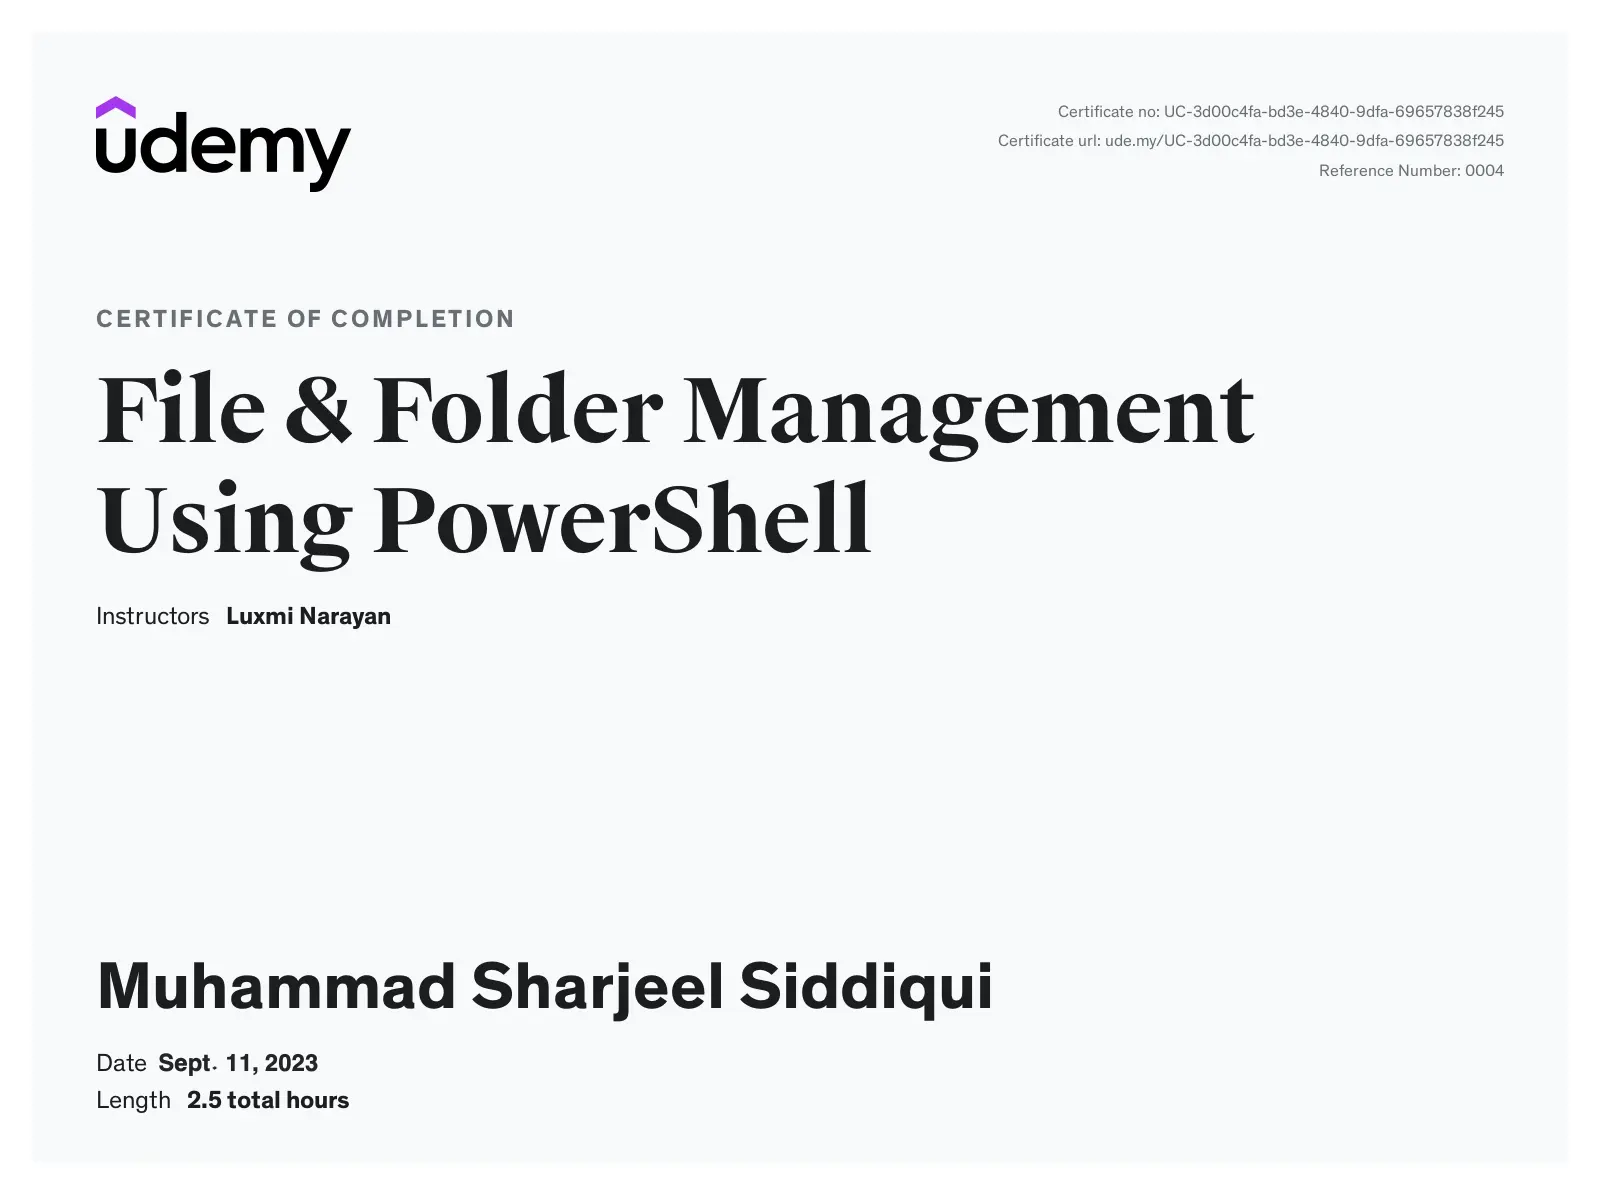 udemy
Certificate no: UC-3d00c4fa-bd3e-4840-9dfa-69657838f245
Certificate url: ude.my/UC-3d00c4fa-bd3e-4840-9dfa-69657838f245
Reference Number: 0004
CERTIFICATE OF COMPLETION
File & Folder Management
Using PowerShell
Instructors Luxmi Narayan
Muhammad Sharjeel Siddiqui
Date Sept. 11, 2023
Length 2.5 total hours